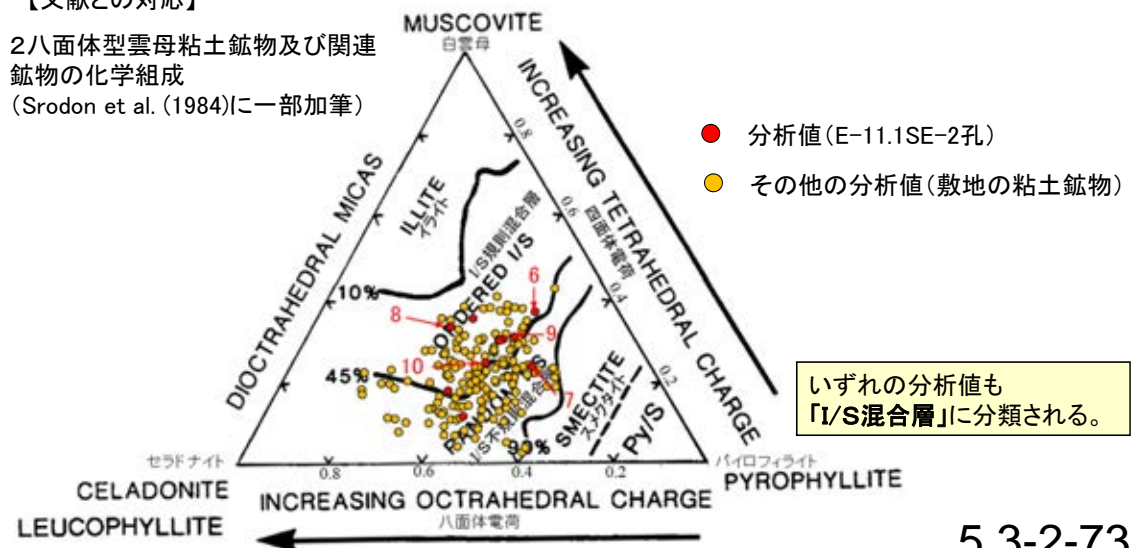 【文献との対応】
2八面体型雲母粘土鉱物及び関連
鉱物の化学組成
(Srodon et al. (1984)に一部加筆)
MUSCOVITE
白雲母
分析値(E-11.1SE-2孔)
その他の分析値(敷地の粘土鉱物)
DIOCTRAHEDRAL MICAS
INCREASING TETRAHEDRAL CHARGE
四面体電荷
0.8
0.6
0.4
0.2
ILLITE
イライト
I/S規則混合層
ORDERED I/S
10%
45%
6
8
9
10
7
I/S不規則混合
SMECTITE
スメクタイト
Py/S
いずれの分析値も
「I/S混合層」に分類される。
セラドナイト
CELADONITE
LEUCOPHYLLITE
0.8
0.6
0.4
0.2
パイロフィライト
PYROPHYLLITE
INCREASING OCTRAHEDRAL CHARGE
八面体電荷
5.3-2-73